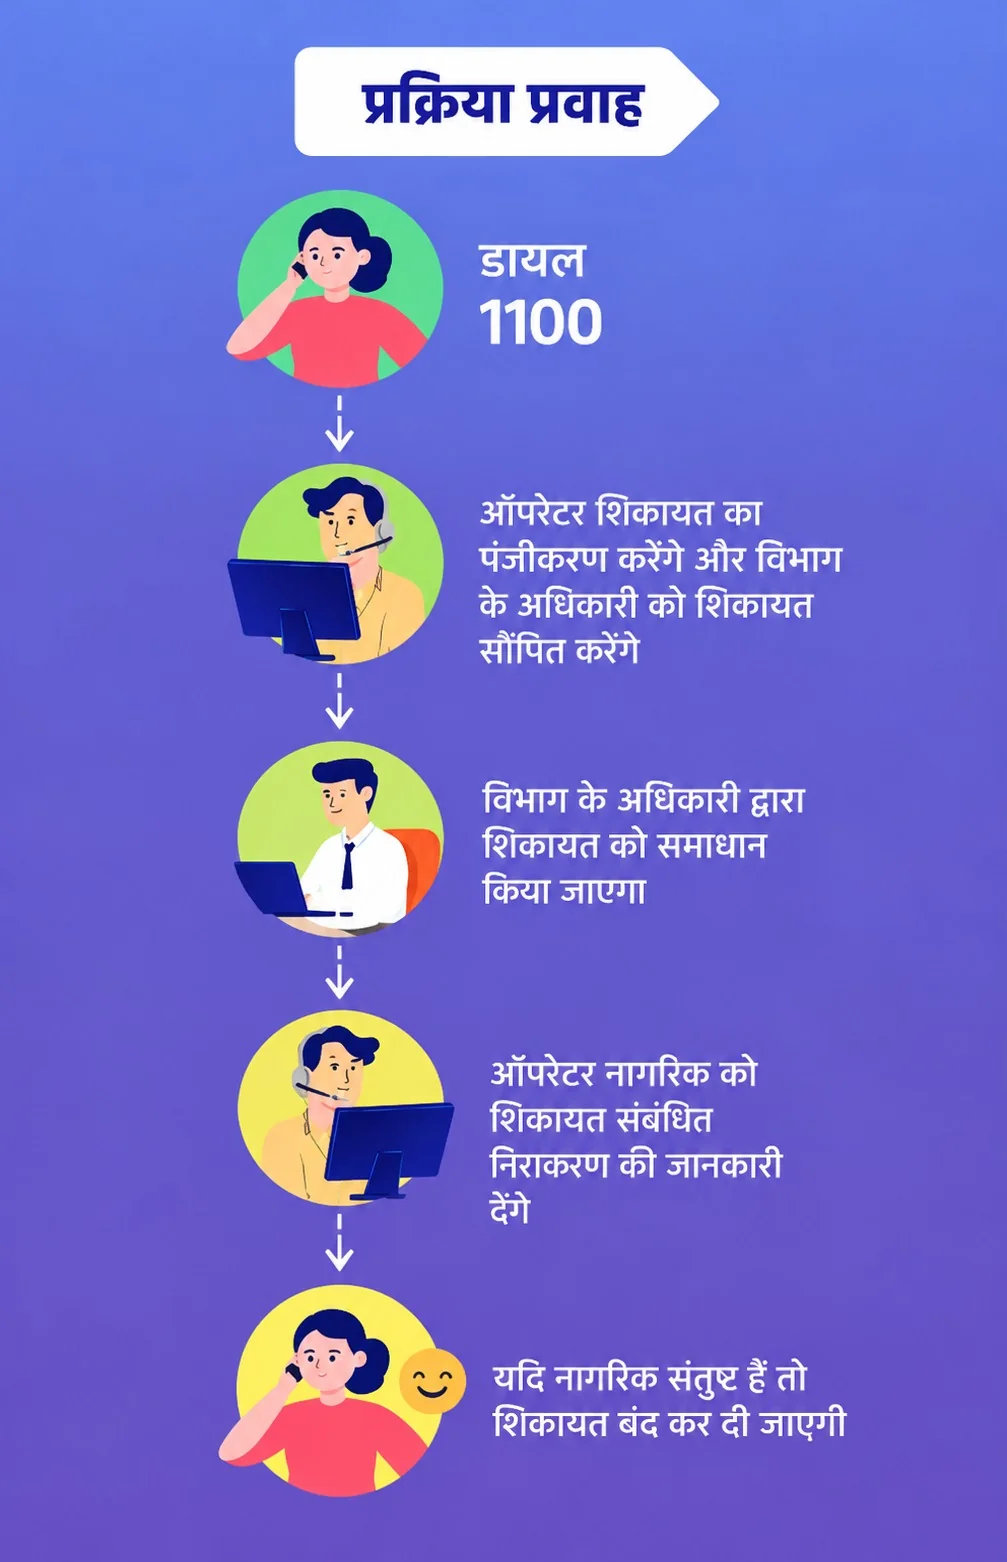 प्रक्रिया प्रवाह
डायल
1100
ऑपरेटर शिकायत का
पंजीकरण करेंगे और विभाग
के अधिकारी को शिकायत
सौंपित करेंगे
विभाग के अधिकारी द्वारा
शिकायत को समाधान
किया जाएगा
ऑपरेटर नागरिक को
शिकायत संबंधित
निराकरण की जानकारी
देंगे
यदि नागरिक संतुष्ट हैं तो
शिकायत बंद कर दी जाएगी